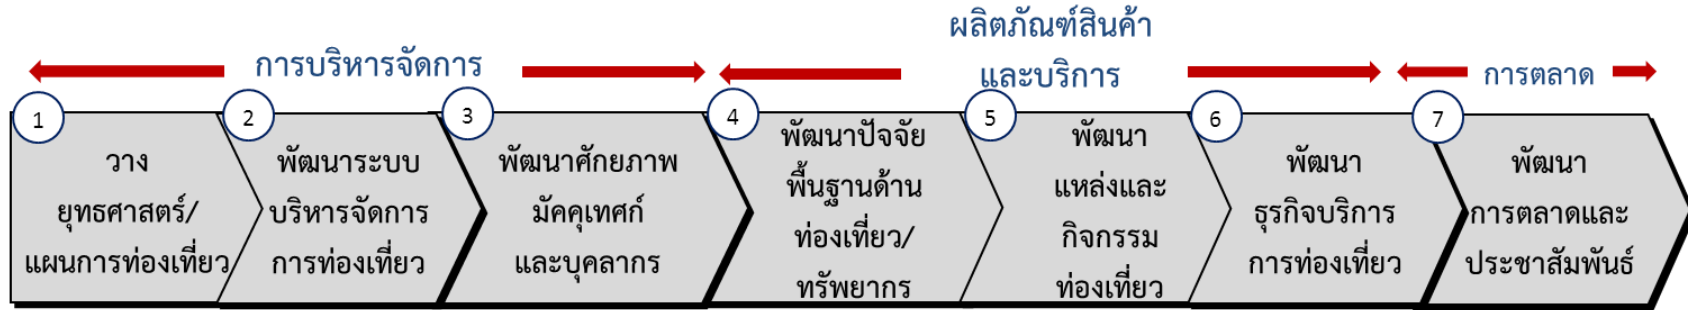 การบริหารจัดการ
ผลิตภัณฑ์สินค้า
และบริการ
การตลาด
1
วาง
ยุทธศาสตร์/
แผนการท่องเที่ยว
2
พัฒนาระบบ
บริหารจัดการ
การท่องเที่ยว
3
พัฒนาศักยภาพ
มัคคุเทศก์
และบุคลากร
4
พัฒนาปัจจัย
พื้นฐานด้าน
ท่องเที่ยว/
ทรัพยากร
5
พัฒนา
แหล่งและ
กิจกรรม
ท่องเที่ยว
6
พัฒนา
ธุรกิจบริการ
การท่องเที่ยว
7
พัฒนา
การตลาดและ
ประชาสัมพันธ์